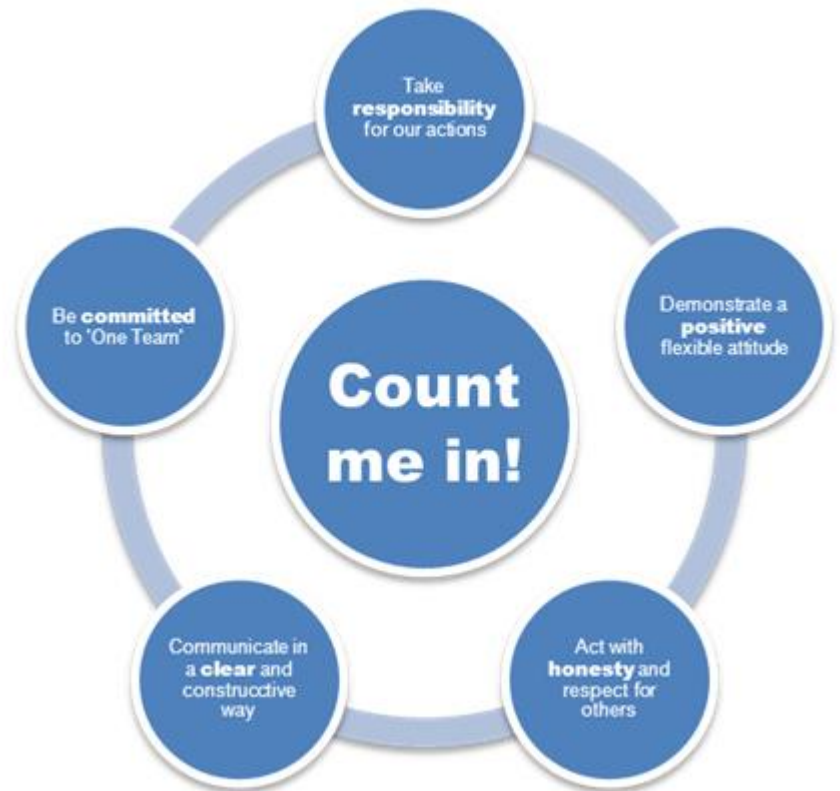 Take
responsibility
for our actions
Demonstrate a
positive
flexible attitude
Act with
honesty and
respect for
others
Communicate in
a clear and
construcctive
way
Be committed
to 'One Team'
Count
me in!